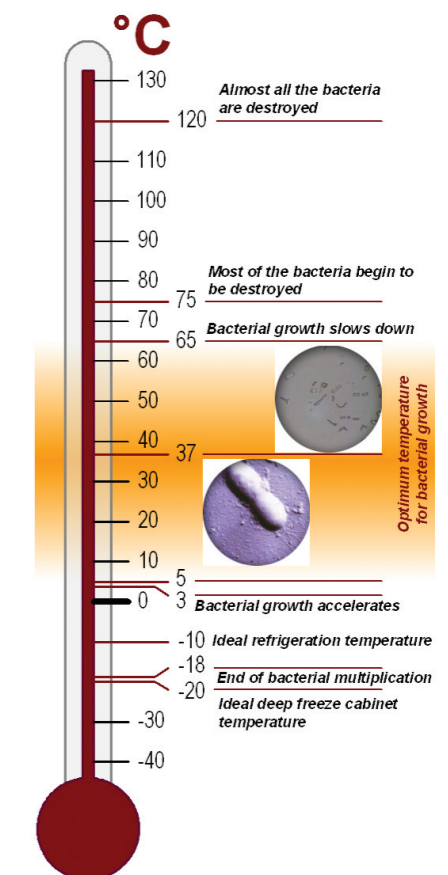 °C
130
Almost all the bacteria
are destroyed
120
110
100
90
80
Most of the bacteria begin to
be destroyed
75
70
Bacterial growth slows down
65
60
50
40
37
30
20
10
5
0
3
Bacterial growth accelerates
-10 Ideal refrigeration temperature
-18
End of bacterial multiplication
-20
Ideal deep freeze cabinet
temperature
-30
-40
Optimum temperature
for bacterial growth